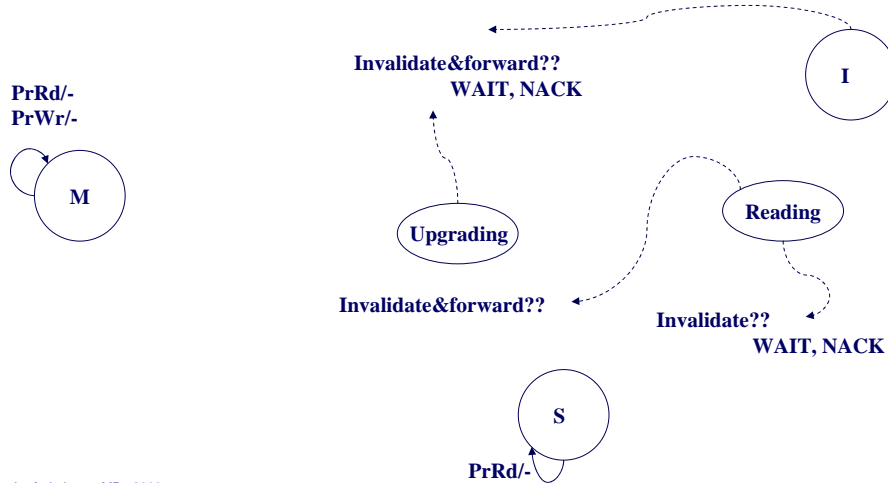 Invalidate&forward??
WAIT, NACK
I
PrRd/-
PrWr/-
M
Reading
Upgrading
Invalidate&forward??
Invalidate??
WAIT, NACK
S
PrRd/-